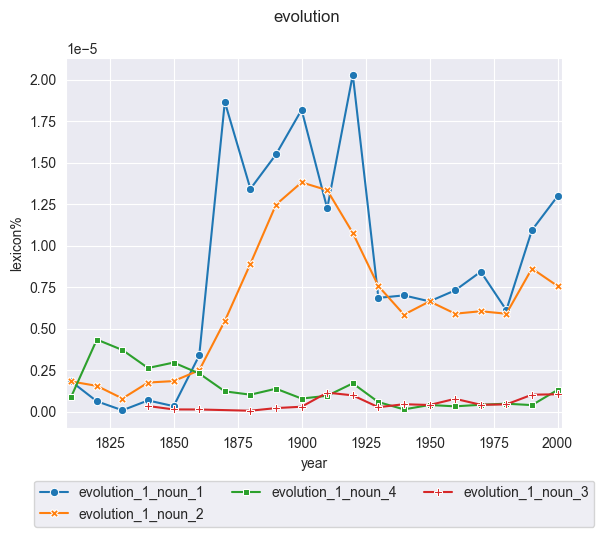 evolution
1e−5
2.00
1.75
1.50
1.25
1.00
0.75
0.50
0.25
0.00
lexicon%
1825 1850 1875 1900 1925 1950 1975 2000
year
evolution_1_noun_1 evolution_1_noun_4 evolution_1_noun_3
evolution_1_noun_2